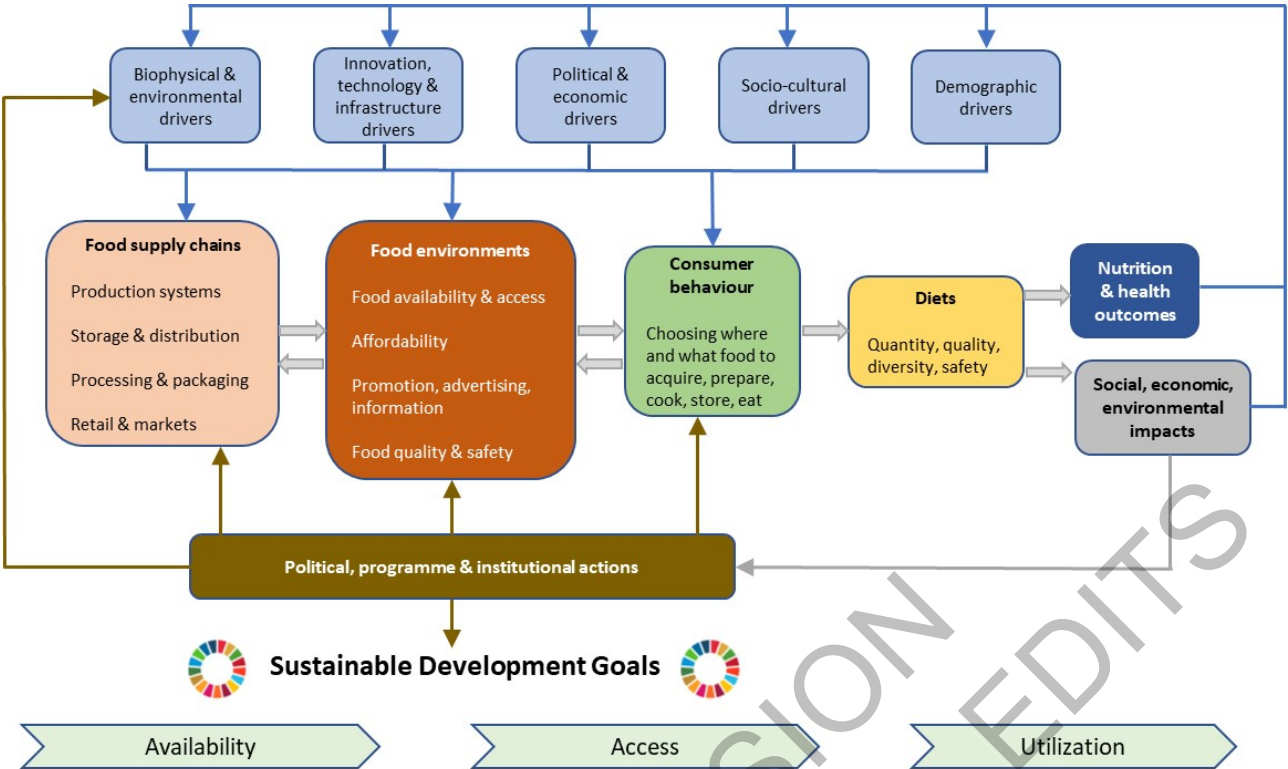 Biophysical &
environmental
drivers
Innovation,
technology &
infrastructure
drivers
Political &
economic
drivers
Socio-cultural
drivers
Demographic
drivers
Food supply chains
Production systems
Storage & distribution
Processing & packaging
Retail & markets
Food environments
Food availability & access
Affordability
Promotion, advertising,
information
Food quality & safety
Consumer
behaviour
Choosing where
and what food to
acquire, prepare,
cook, store, eat
Diets
Quantity, quality,
diversity, safety
Nutrition
& health
outcomes
Social, economic,
environmental
impacts
Political, programme & institutional actions
Sustainable Development Goals
Availability
Access
Utilization
EDITS